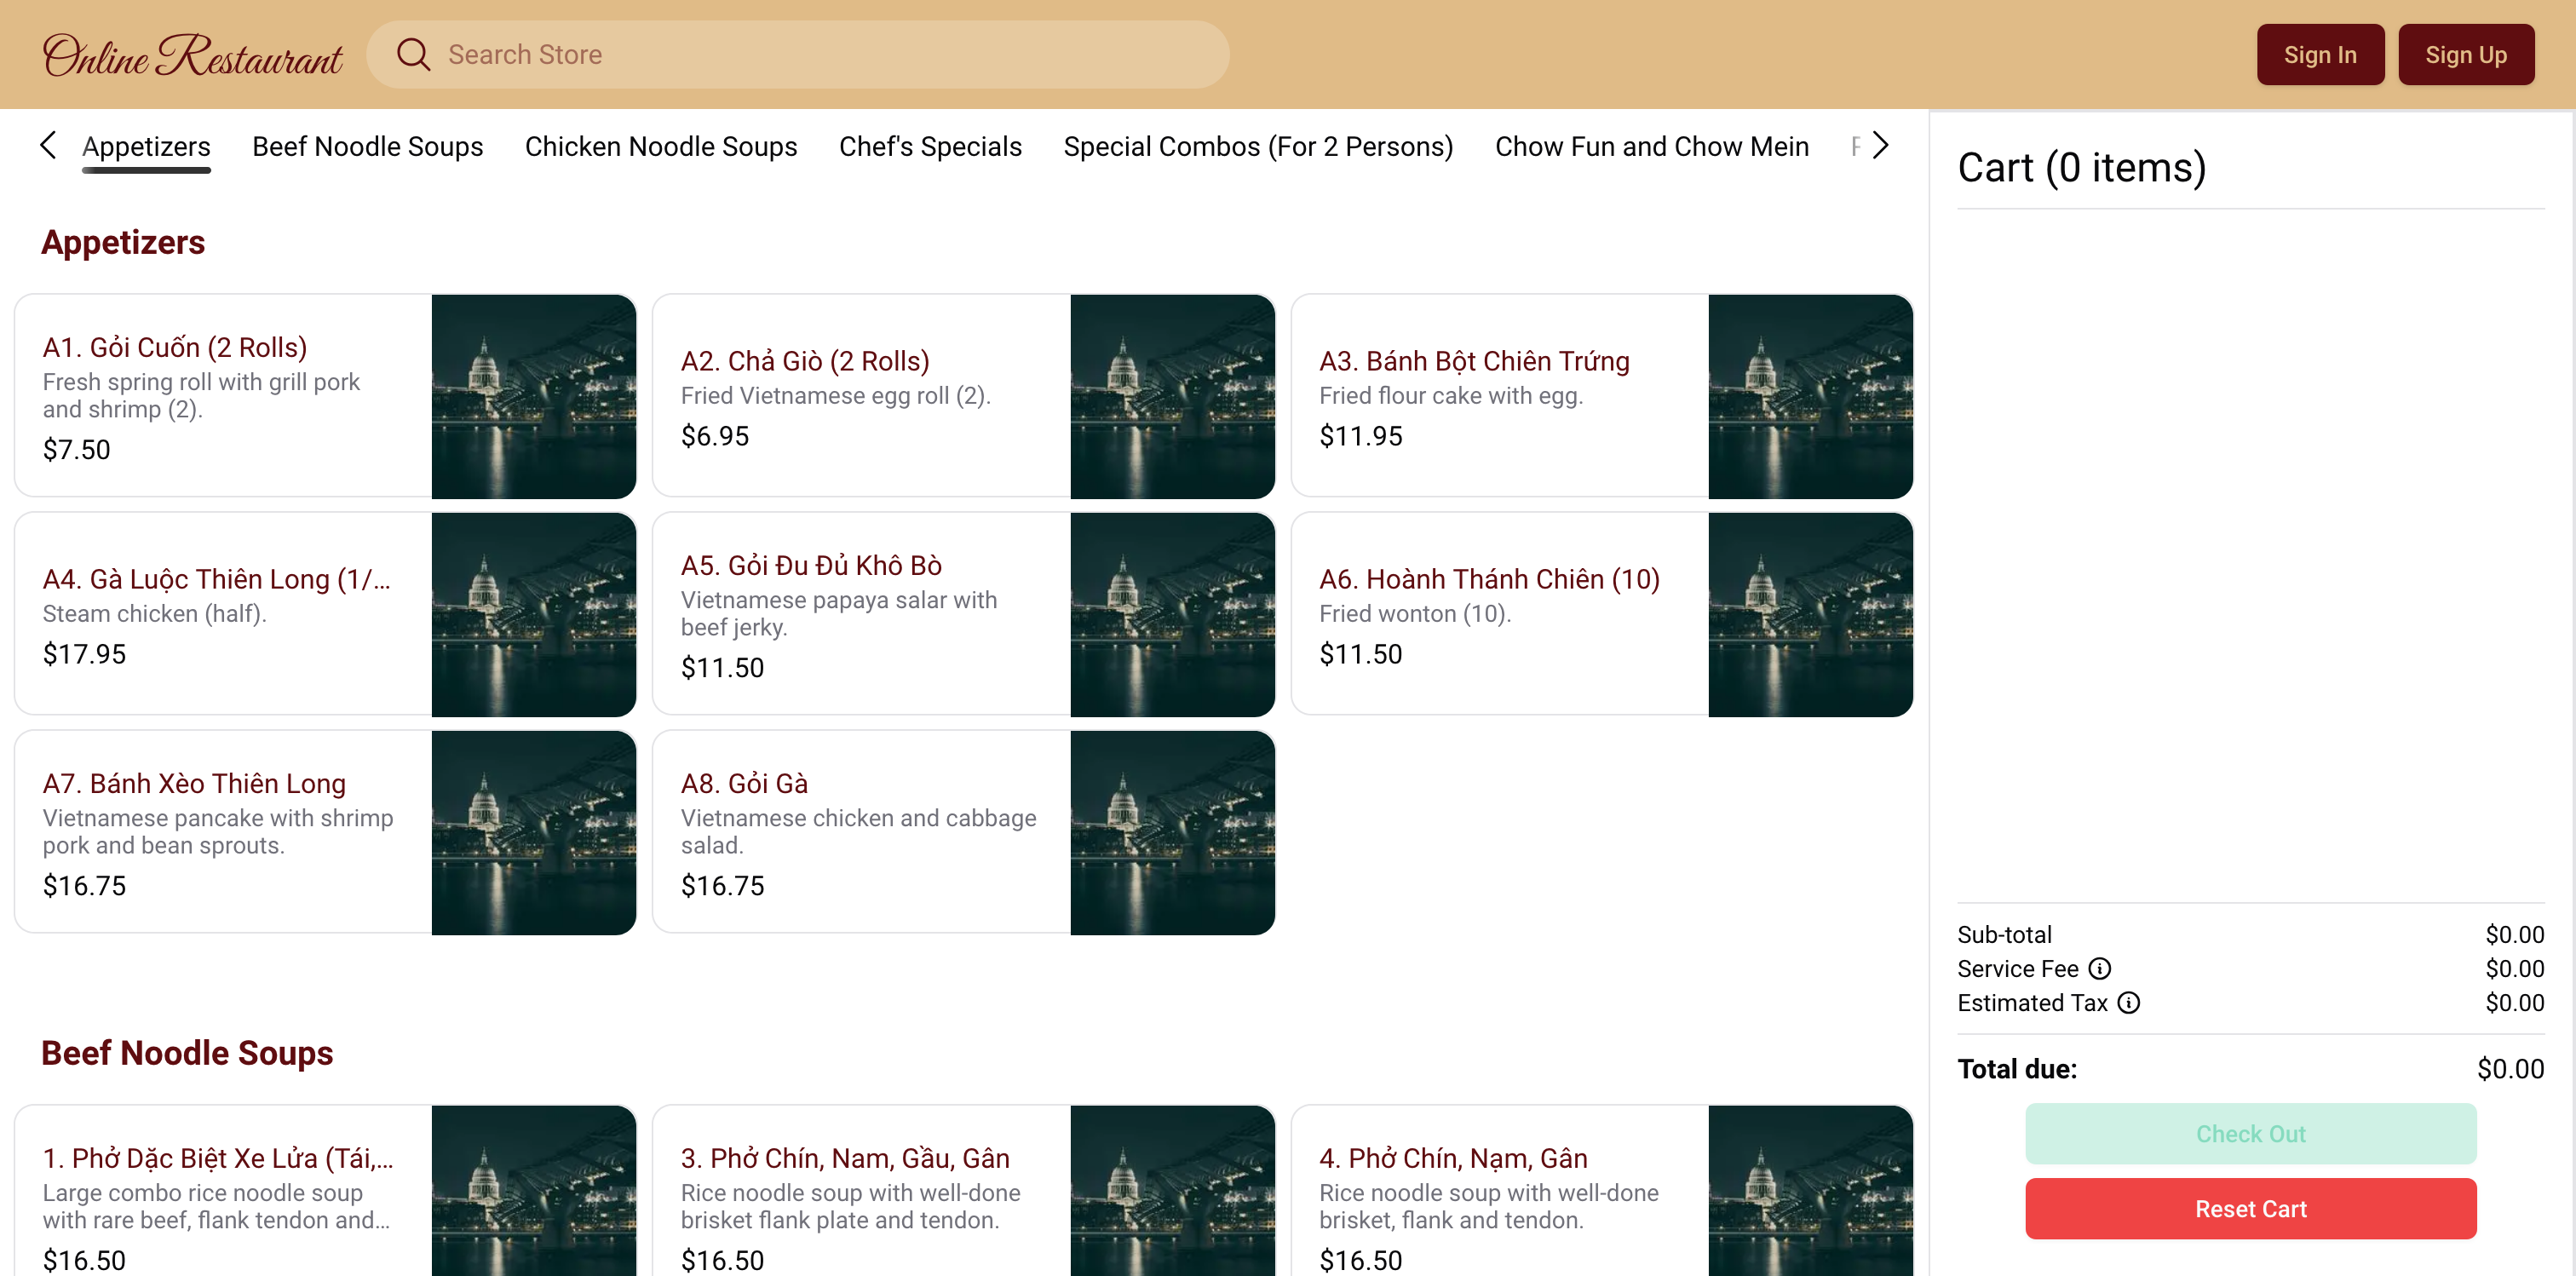 Online Restaurant
Search Store
Sign In
Sign Up
Appetizers
Beef Noodle Soups
Chicken Noodle Soups
Chef's Specials
Special Combos (For 2 Persons)
Chow Fun and Chow Mein
Appetizers
A1. Gỏi Cuốn (2 Rolls)
Fresh spring roll with grill pork
and shrimp (2).
$7.50
A2. Chả Giò (2 Rolls)
Fried Vietnamese egg roll (2).
$6.95
A3. Bánh Bột Chiên Trứng
Fried flour cake with egg.
$11.95
A4. Gà Luộc Thiên Long (1/...
Steam chicken (half).
$17.95
A5. Gỏi Đu Đủ Khô Bò
Vietnamese papaya salar with
beef jerky.
$11.50
A6. Hoành Thánh Chiên (10)
Fried wonton (10).
$11.50
A7. Bánh Xèo Thiên Long
Vietnamese pancake with shrimp
pork and bean sprouts.
$16.75
A8. Gỏi Gà
Vietnamese chicken and cabbage
salad.
$16.75
Beef Noodle Soups
1. Phở Dặc Biệt Xe Lửa (Tái,...
Large combo rice noodle soup
with rare beef, flank tendon and...
$16.50
3. Phở Chín, Nam, Gầu, Gân
Rice noodle soup with well-done
brisket flank plate and tendon.
$16.50
4. Phở Chín, Nạm, Gân
Rice noodle soup with well-done
brisket, flank and tendon.
$16.50
Cart (0 items)
Sub-total $0.00
Service Fee $0.00
Estimated Tax $0.00
Total due: $0.00
Check Out
Reset Cart